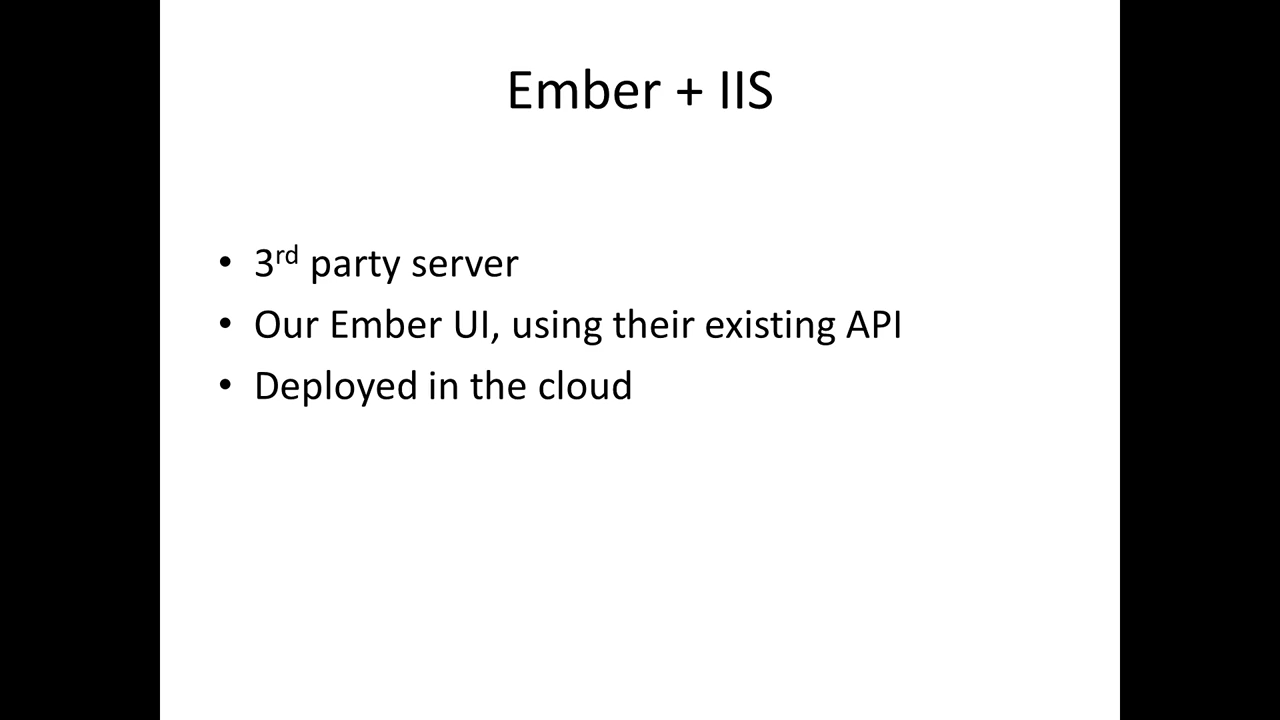 Ember + IIS
• 3rd party server
• Our Ember UI, using their existing API
• Deployed in the cloud